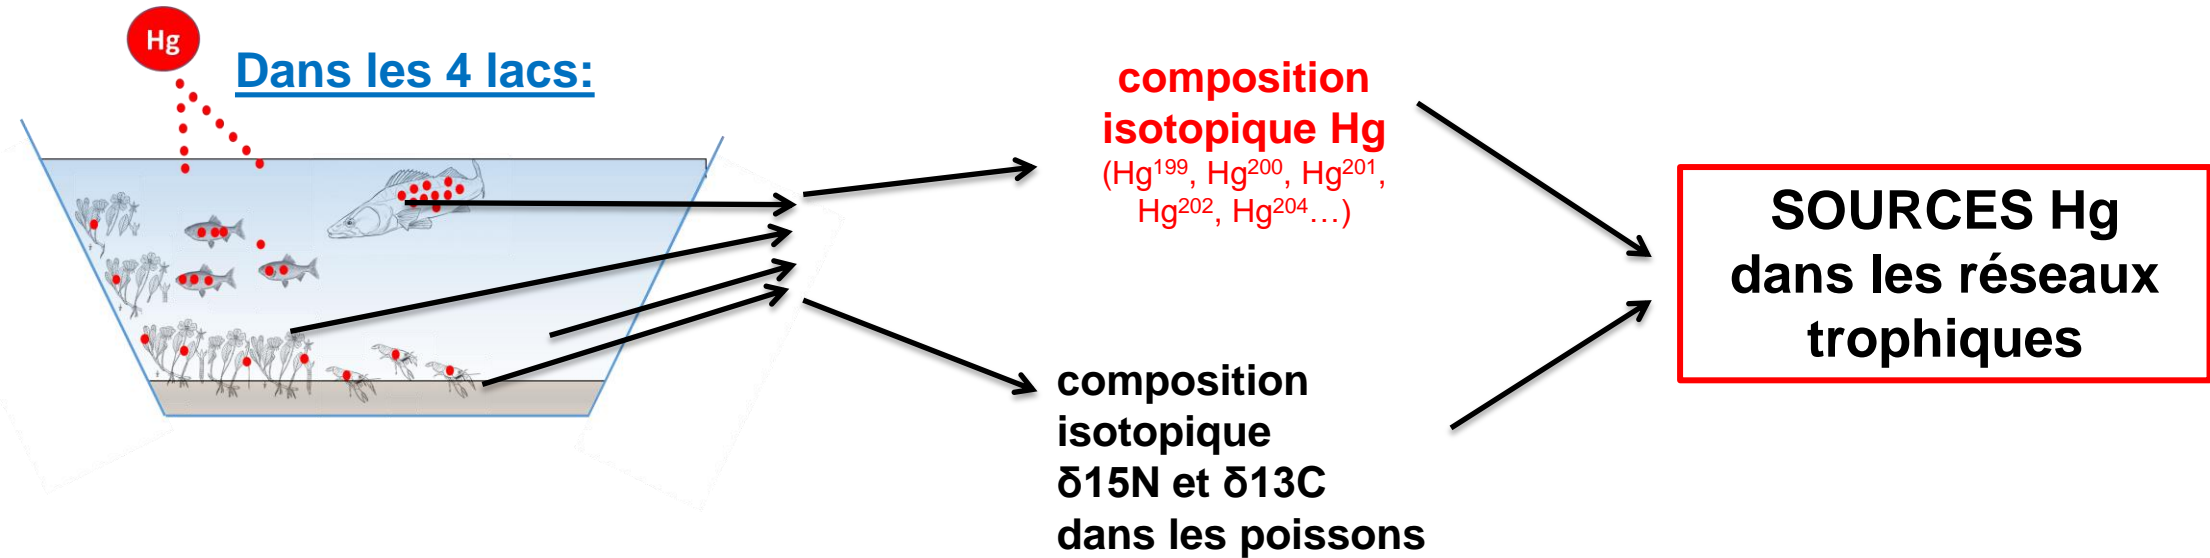 Hg
Dans les 4 lacs:
composition
isotopique Hg
(Hg¹⁹⁹, Hg²⁰⁰, Hg²⁰¹,
Hg²⁰², Hg²⁰⁴…)
composition
isotopique
δ15N et δ13C
dans les poissons
SOURCES Hg
dans les réseaux
trophiques